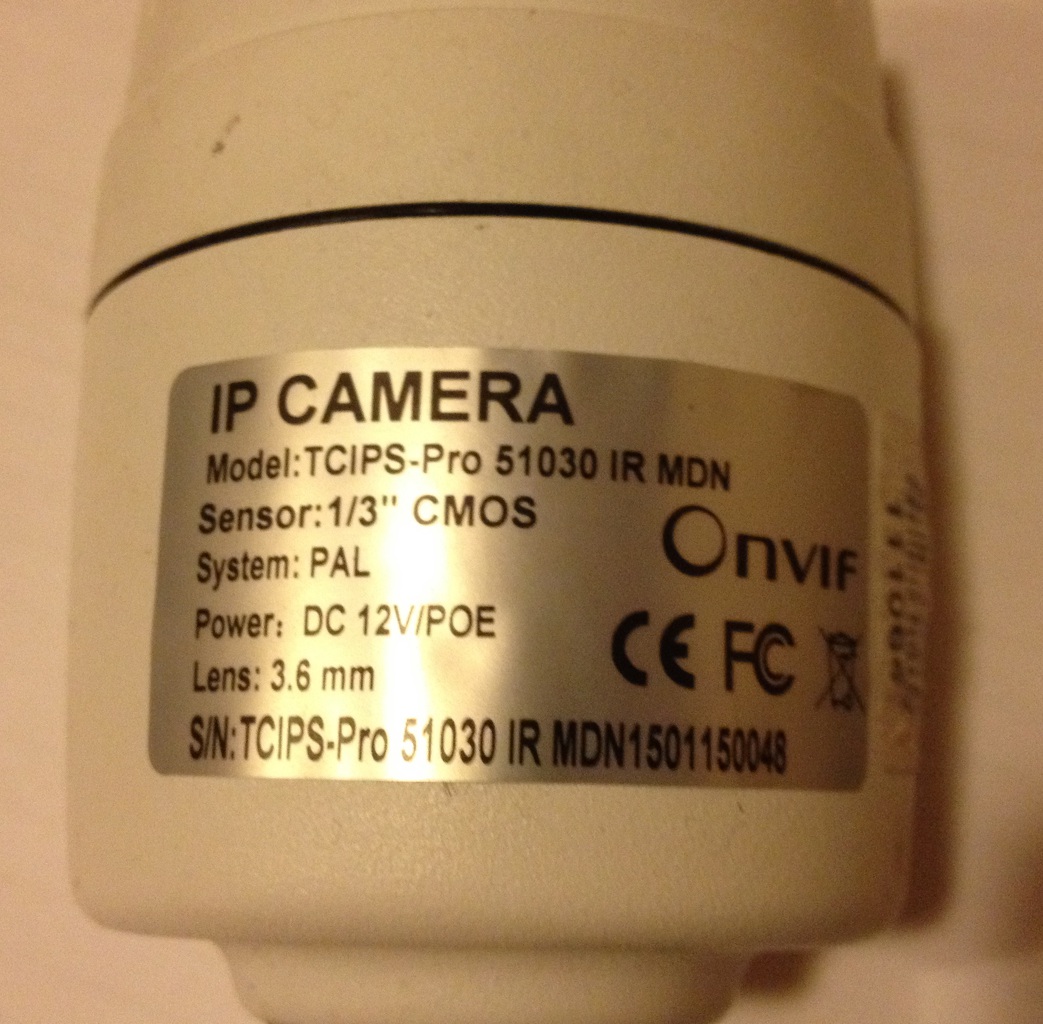 IP CAMERA
Model:TCIPS-Pro 51030 IR MDN
Sensor:1/3" CMOS
System: PAL
Onvif
Power: DC 12V/POE
CE FC
Lens: 3.6 mm
S/N:TCIPS-Pro 51030 IR MDN1501150048